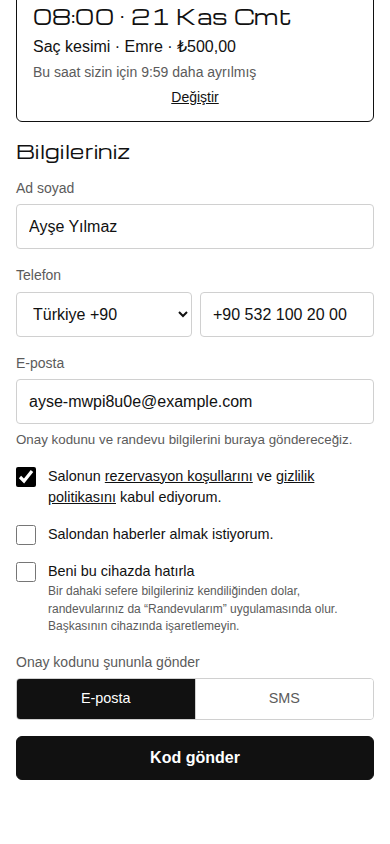 08:00 · 21 Kas Cmt
Saç kesimi · Emre · ₺500,00
Bu saat sizin için 9:59 daha ayrılmış
Değiştir
Bilgileriniz
Ad soyad
Ayşe Yılmaz
Telefon
Türkiye +90
+90 532 100 20 00
E-posta
ayse-mwpi8u0e@example.com
Onay kodunu ve randevu bilgilerini buraya göndereceğiz.
Salonun rezervasyon koşullarını ve gizlilik
politikasını kabul ediyorum.
Salondan haberler almak istiyorum.
Beni bu cihazda hatırla
Bir dahaki sefere bilgileriniz kendiliğinden dolar,
randevularınız da “Randevularım” uygulamasında olur.
Başkasının cihazında işaretlemeyin.
Onay kodunu şununla gönder
E-posta
SMS
Kod gönder